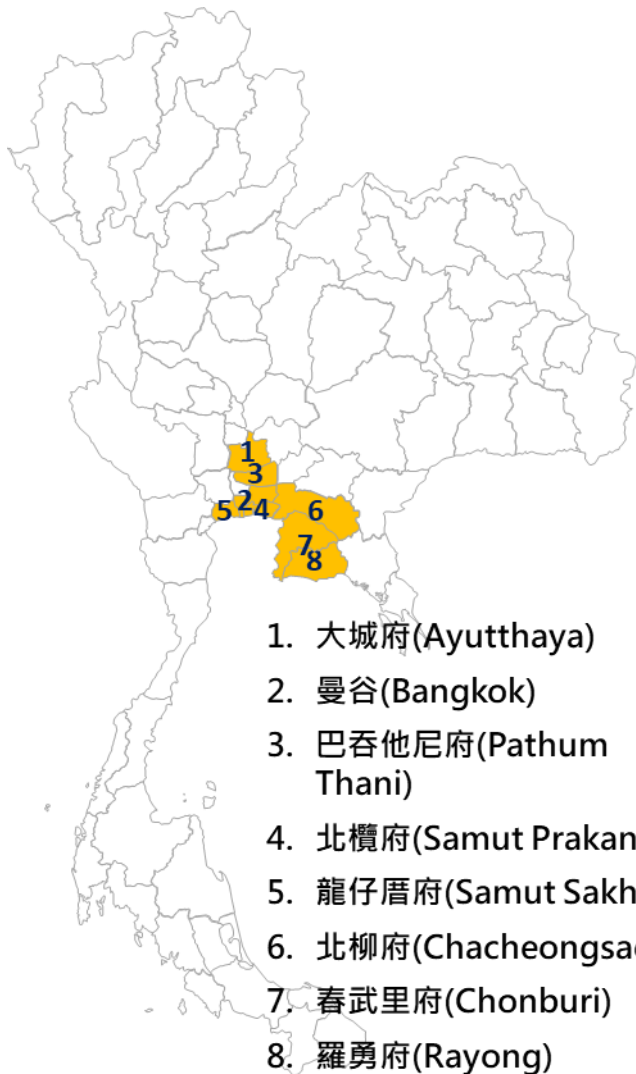 1
3
2
5
4
6
7
8
1. 大城府(Ayutthaya)
2. 曼谷(Bangkok)
3. 巴吞他尼府(Pathum
Thani)
4. 北欖府(Samut Prakan
5. 龍仔厝府(Samut Sakh
6. 北柳府(Chacheongsa
7. 春武里府(Chonburi)
8. 羅勇府(Rayong)